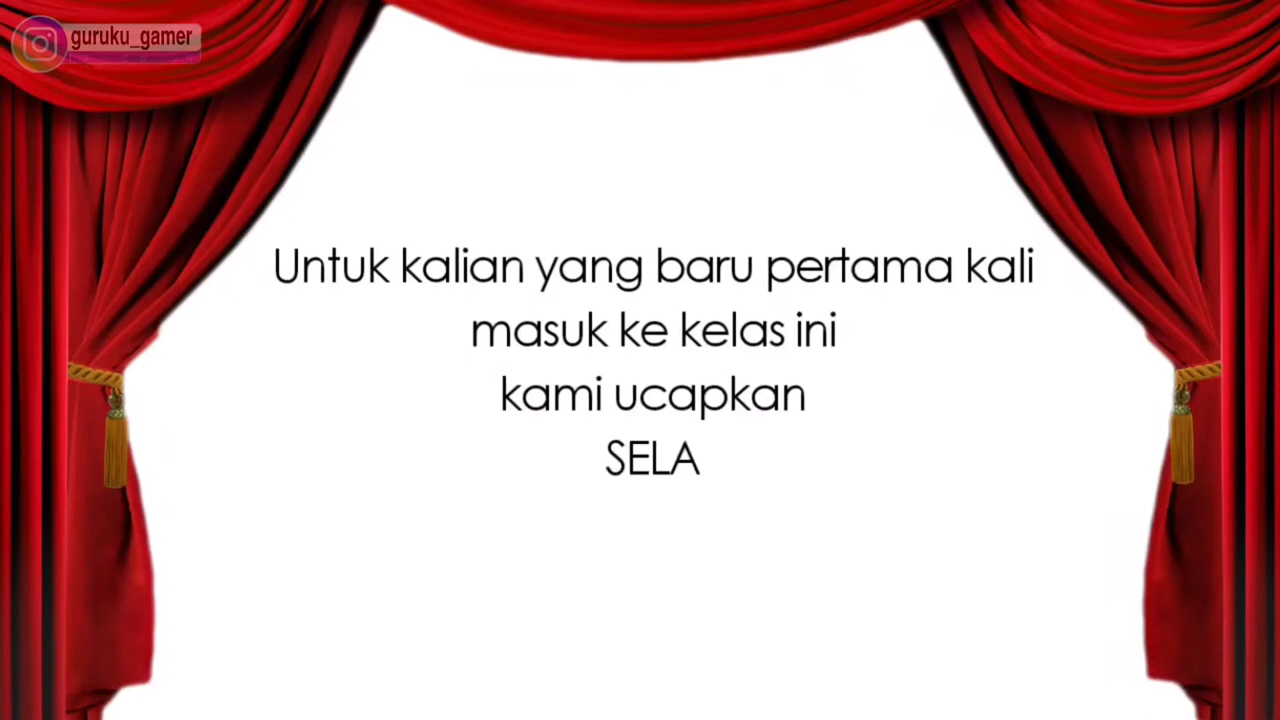 guruku_gamer
Untuk kalian yang baru pertama kali
masuk ke kelas ini
kami ucapkan
SELA